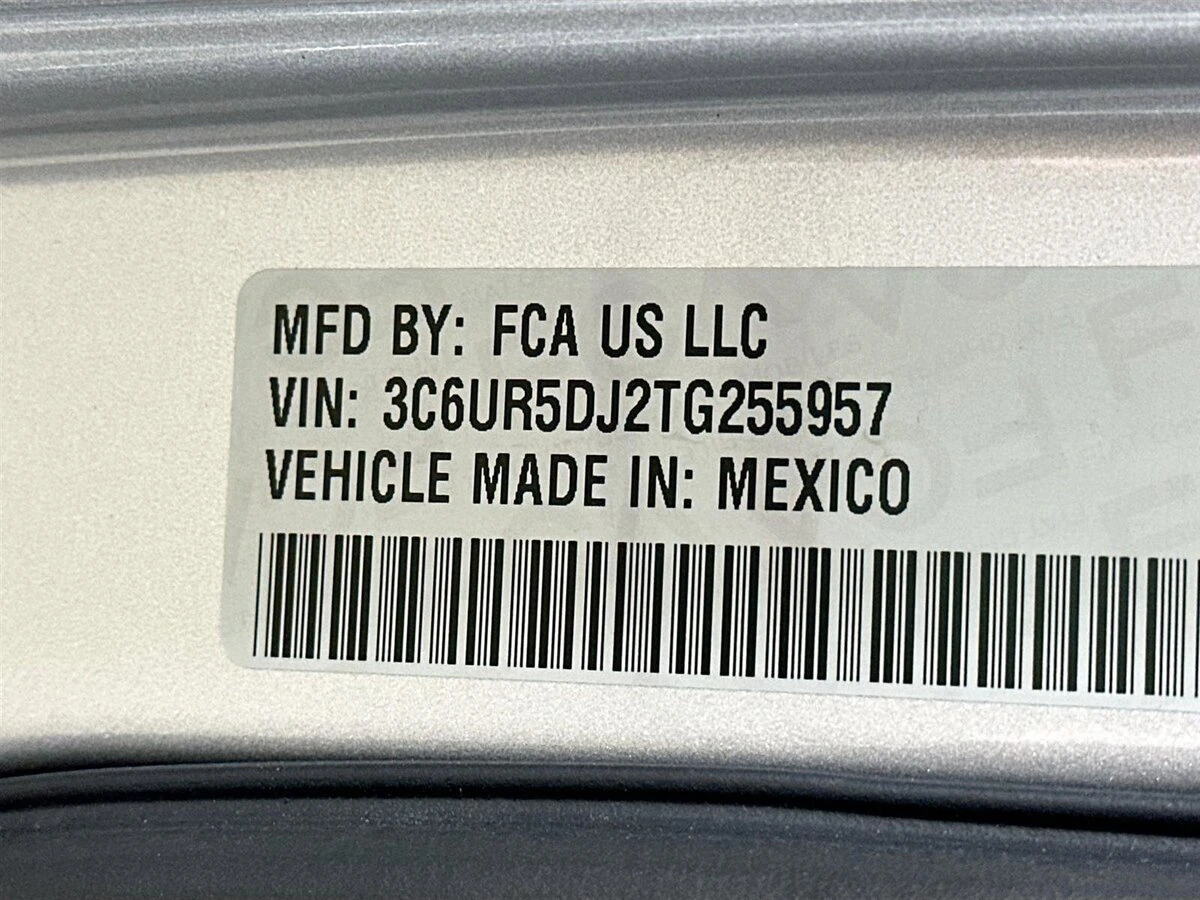 MFD BY: FCA US LLC
VIN: 3C6UR5DJ2TG255957
VEHICLE MADE IN: MEXICO